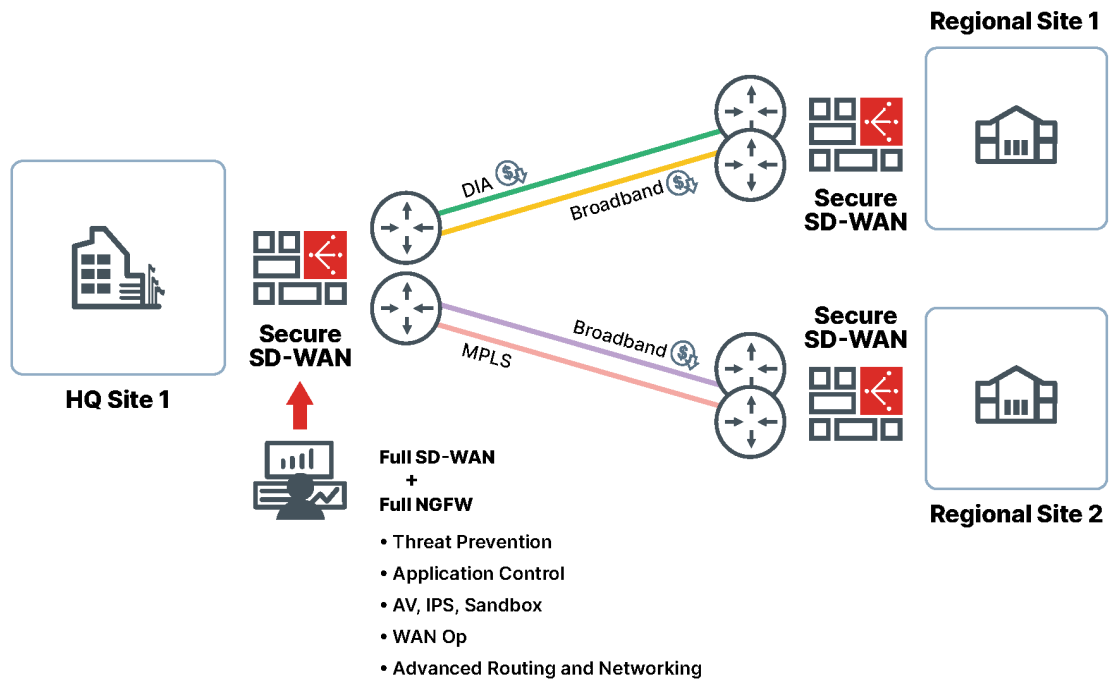 Regional Site 1
DIA $
Broadband $
Secure
SD-WAN
Secure
SD-WAN
HQ Site 1
Broadband $
MPLS
Secure
SD-WAN
Regional Site 2
Full SD-WAN
+
Full NGFW
• Threat Prevention
• Application Control
• AV, IPS, Sandbox
• WAN Op
• Advanced Routing and Networking